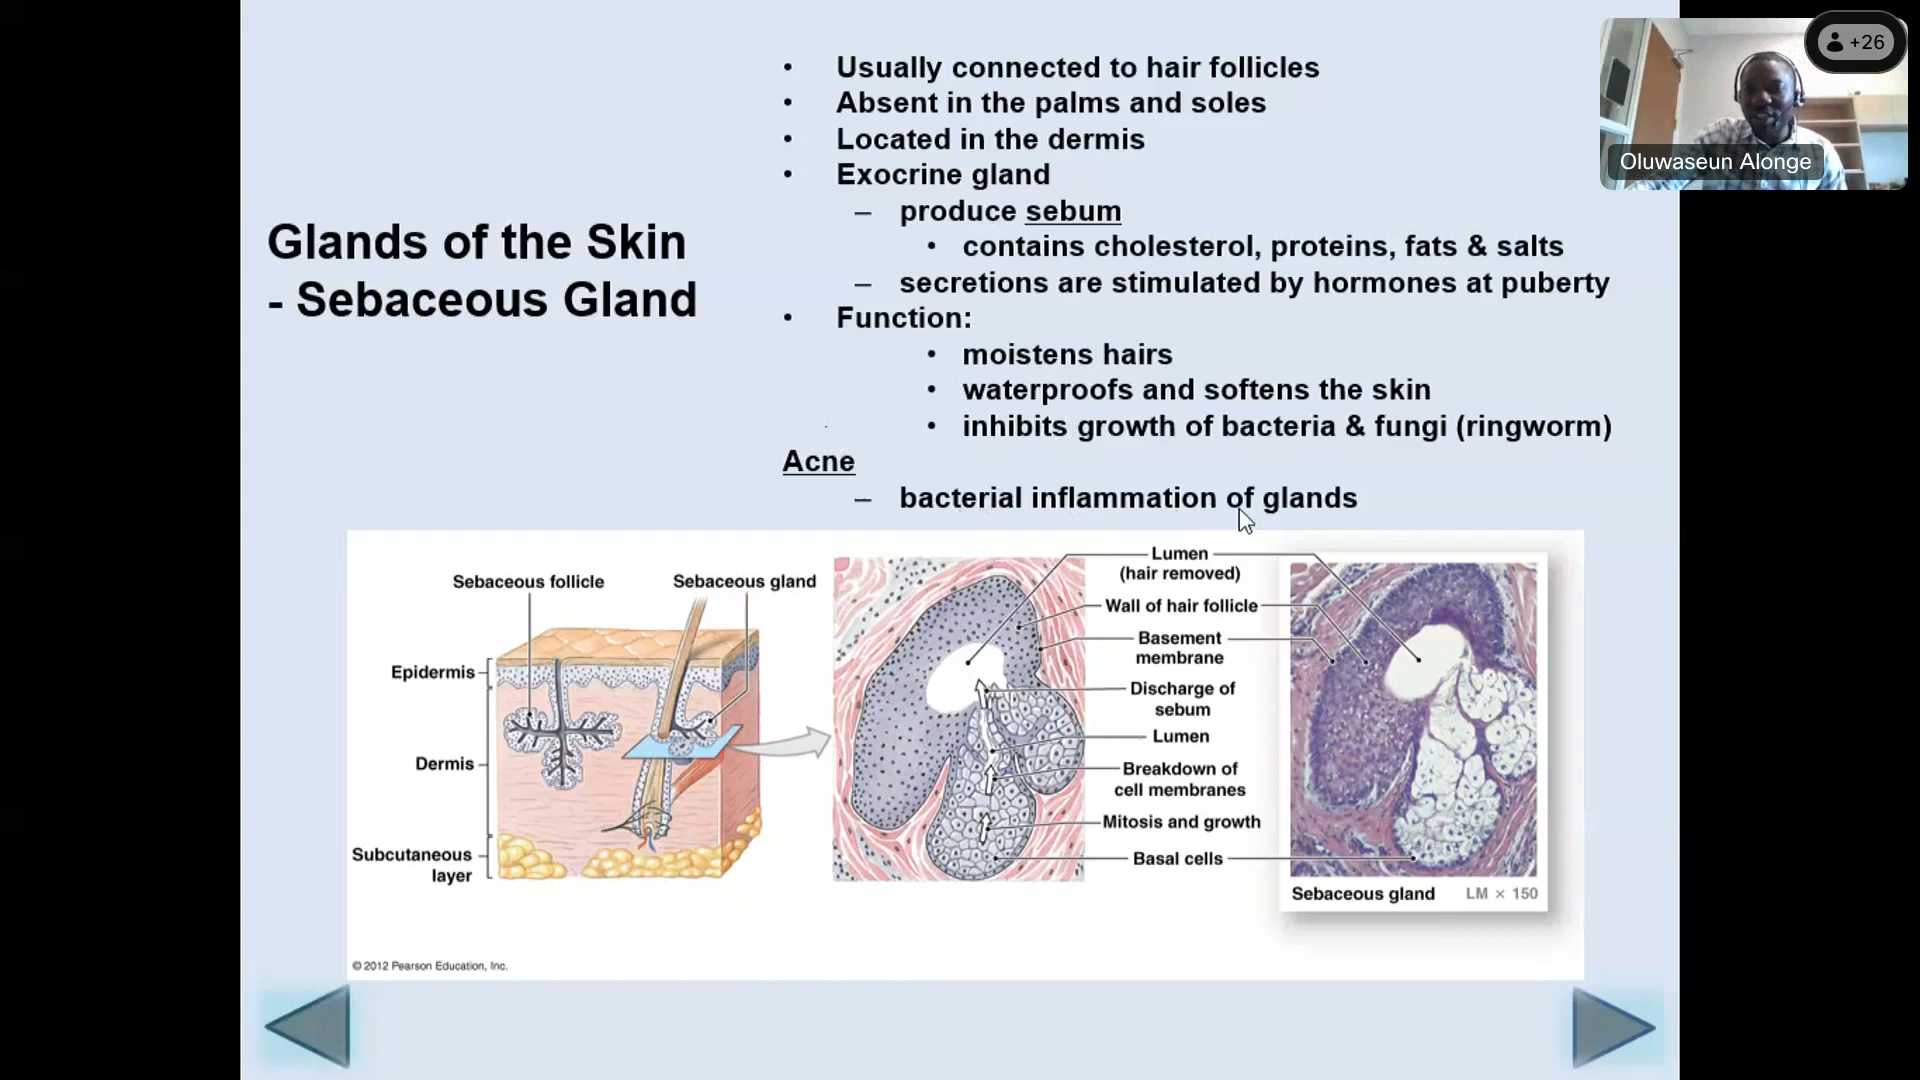 +26
Oluwaseun Alonge
Glands of the Skin
- Sebaceous Gland
• Usually connected to hair follicles
• Absent in the palms and soles
• Located in the dermis
• Exocrine gland
– produce sebum
• contains cholesterol, proteins, fats & salts
– secretions are stimulated by hormones at puberty
• Function:
• moistens hairs
• waterproofs and softens the skin
• inhibits growth of bacteria & fungi (ringworm)
Acne
– bacterial inflammation of glands
Sebaceous follicle
Sebaceous gland
Epidermis
Dermis
Subcutaneous
layer
Lumen
(hair removed)
Wall of hair follicle
Basement
membrane
Discharge of
sebum
Lumen
Breakdown of
cell membranes
Mitosis and growth
Basal cells
Sebaceous gland LM × 150
© 2012 Pearson Education, Inc.